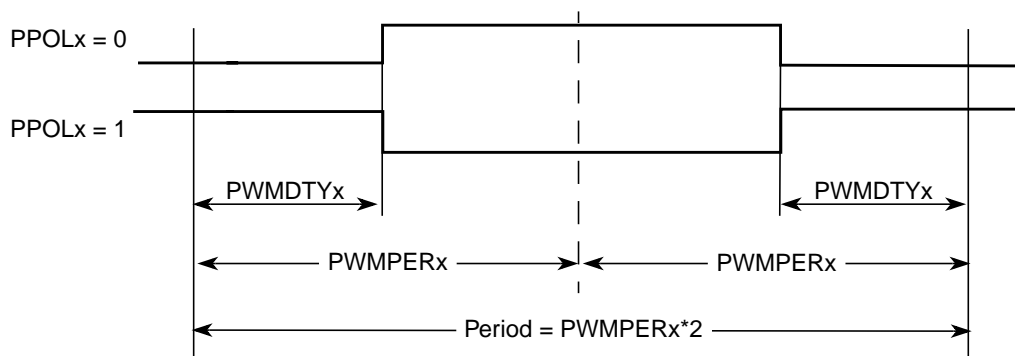 PPOLx = 0
PPOLx = 1
PWMDTYx
PWMDTYx
PWMPERx
PWMPERx
Period = PWMPERx*2